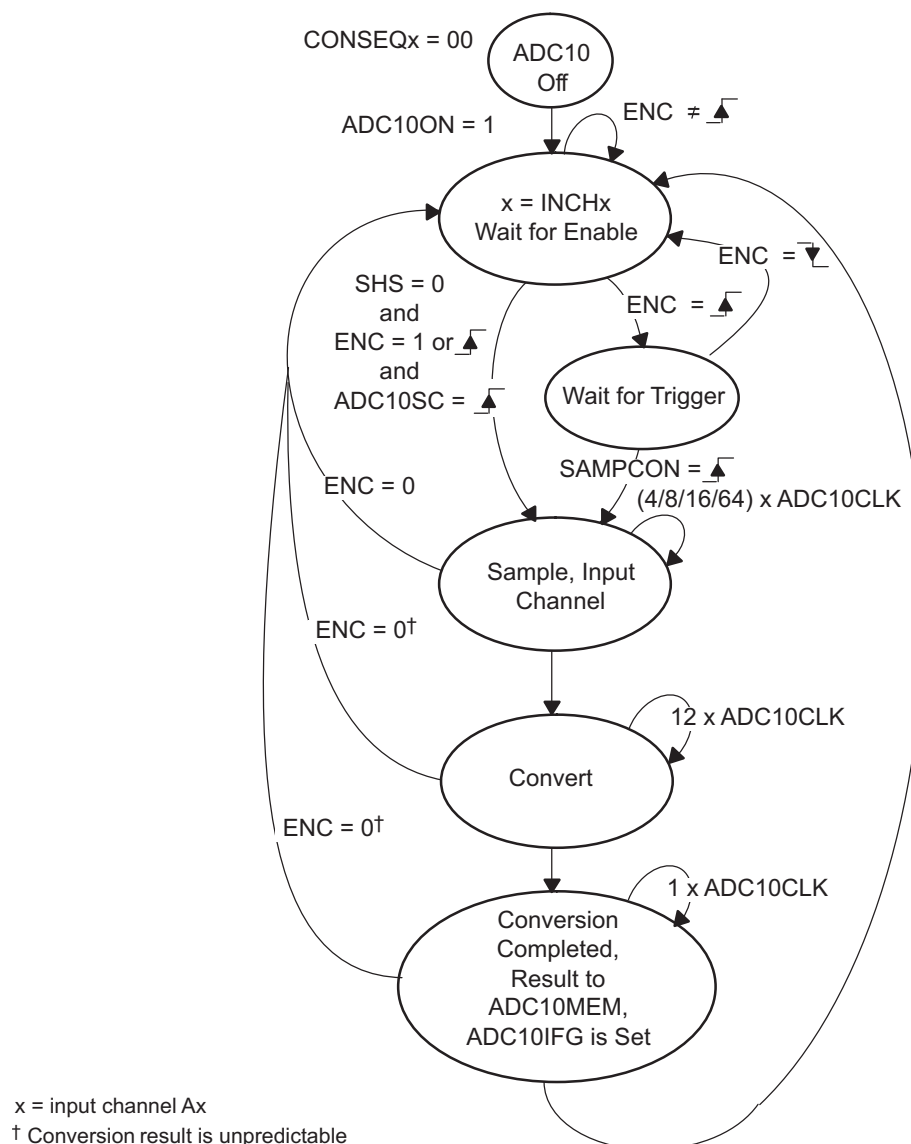 CONSEQx = 00
ADC10
Off
ADC10ON = 1
ENC ≠
x = INCHx
Wait for Enable
ENC =
SHS = 0
and
ENC = 1 or
and
ADC10SC =
ENC =
Wait for Trigger
SAMPCON =
(4/8/16/64) x ADC10CLK
ENC = 0
Sample, Input
Channel
ENC = 0†
12 x ADC10CLK
Convert
ENC = 0†
1 x ADC10CLK
Conversion
Completed,
Result to
ADC10MEM,
ADC10IFG is Set
x = input channel Ax
† Conversion result is unpredictable